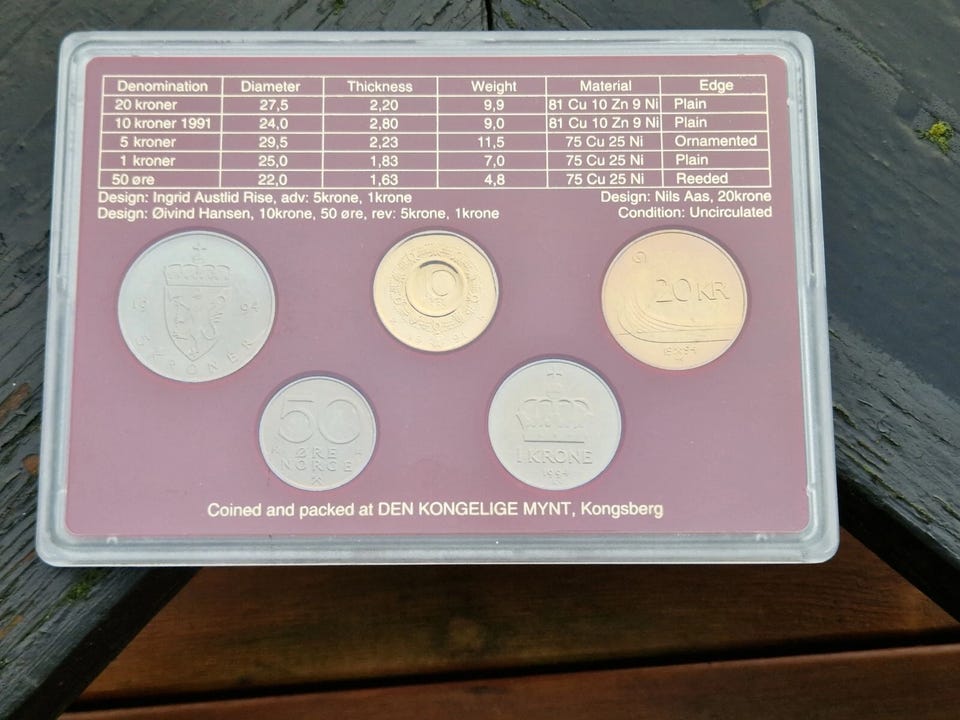 Denomination Diameter Thickness Weight Material Edge
20 kroner 27,5 2,20 9,9 81 Cu 10 Zn 9 Ni Plain
10 kroner 1991 24,0 2,80 9,0 81 Cu 10 Zn 9 Ni Plain
5 kroner 29,5 2,23 11,5 75 Cu 25 Ni Ornamented
1 kroner 25,0 1,83 7,0 75 Cu 25 Ni Plain
50 øre 22,0 1,63 4,8 75 Cu 25 Ni Reeded
Design: Ingrid Austlid Rise, adv: 5krone, 1krone Design: Nils Aas, 20krone
Design: Øivind Hansen, 10krone, 50 øre, rev: 5krone, 1krone Condition: Uncirculated
19 94
5 KRONER
10
20 KR
1994
50
ØRE
NORGE
1 KRONE
1994
Coined and packed at DEN KONGELIGE MYNT, Kongsberg